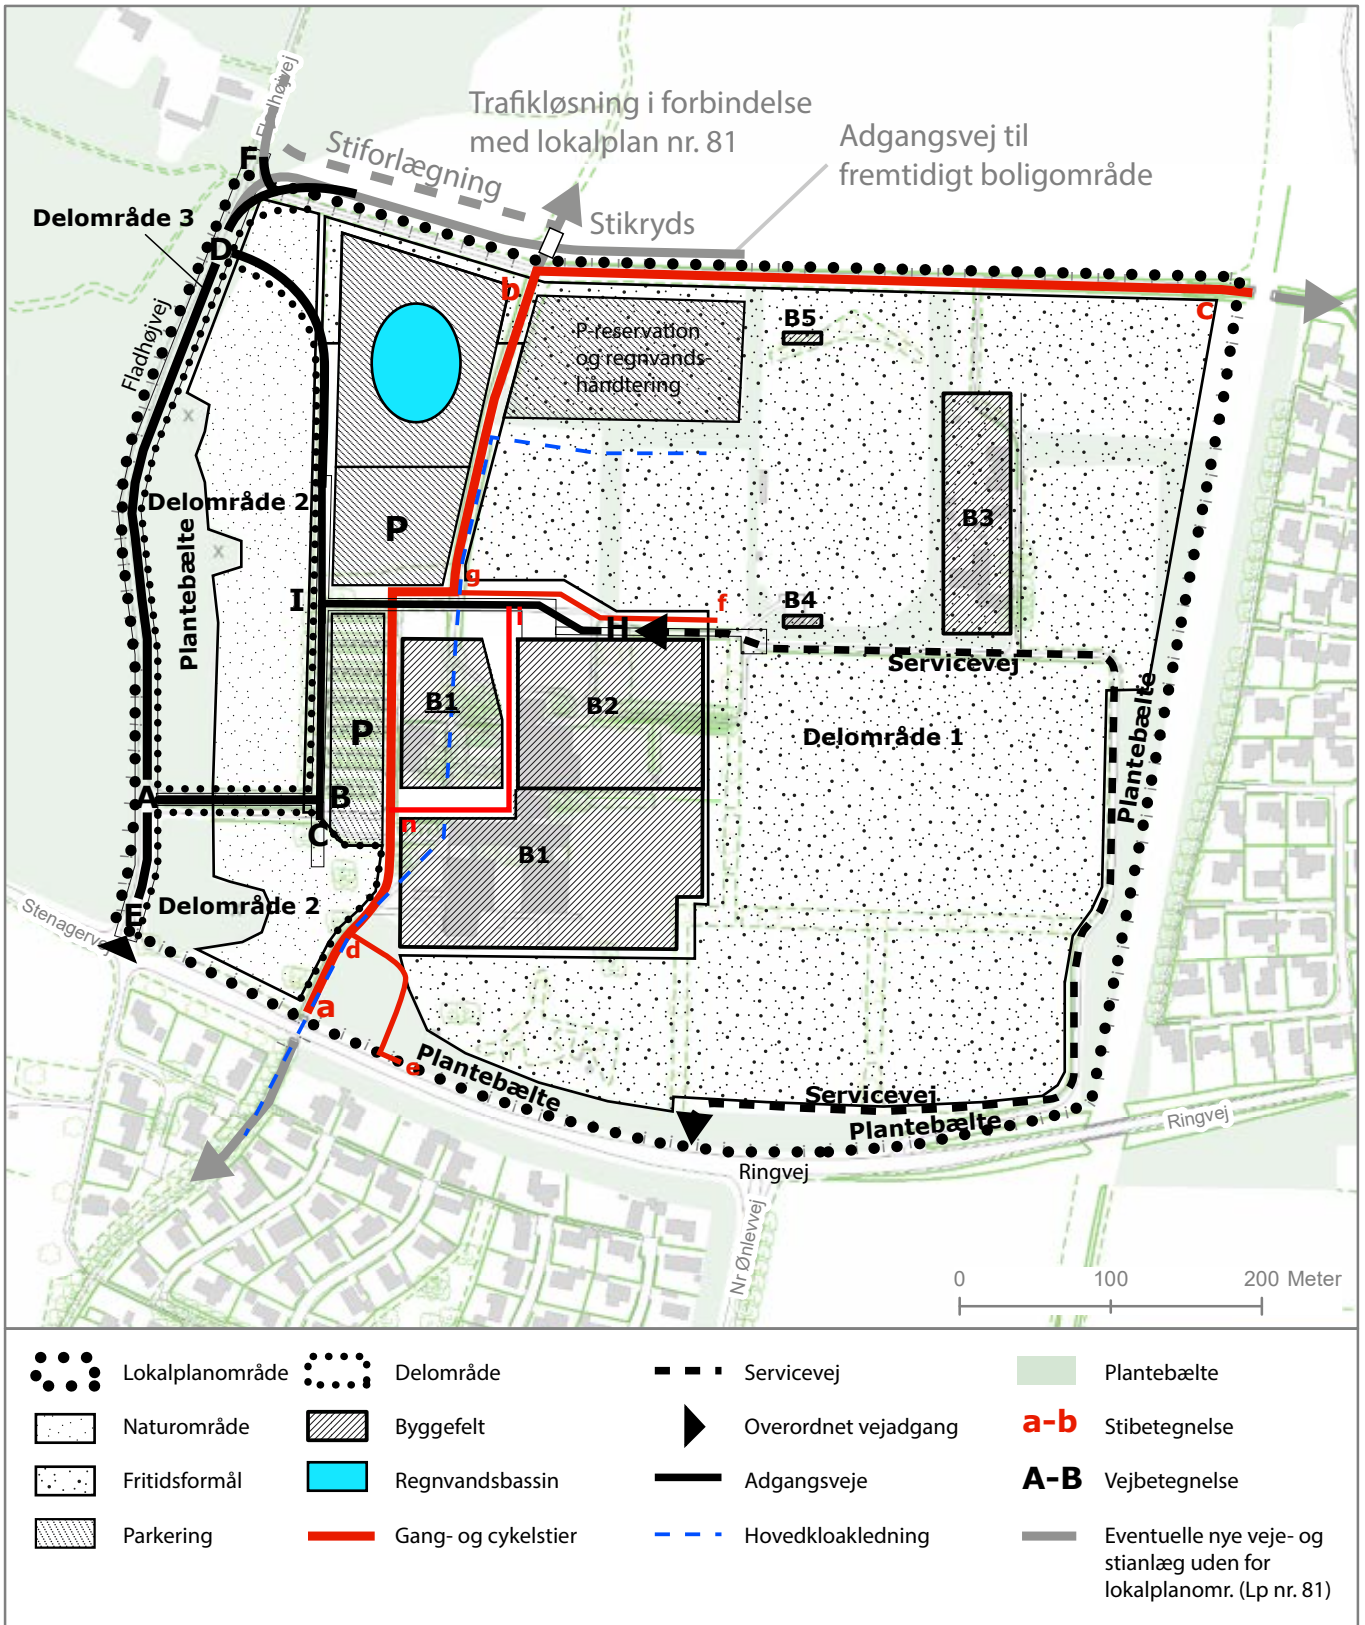 Fladhøjvej
Trafikløsning i forbindelse
med lokalplan nr. 81
Adgangsvej til
fremtidigt boligområde
Stiforlægning
Stikryds
F
Delområde 3
D
b
c
B5
P-reservation
og regnvands-
håndtering
Fladhøjvej
Delområde 2
Plantebælte
P
B3
g
I
f
B4
i
H
Servicevej
B1
B2
P
Delområde 1
Plantebælte
A
B
C
h
B1
Delområde 2
E
Stenagervej
d
a
e
Plantebælte
Servicevej
Plantebælte
Ringvej
Ringvej
Nr Ønlevvej
0 100 200 Meter
Lokalplanområde
Delområde
Servicevej
Plantebælte
Naturområde
Byggefelt
Overordnet vejadgang
a-b Stibetegnelse
Fritidsformål
Regnvandsbassin
Adgangsveje
A-B Vejbetegnelse
Parkering
Gang- og cykelstier
Hovedkloakledning
Eventuelle nye veje- og
stianlæg uden for
lokalplanomr. (Lp nr. 81)